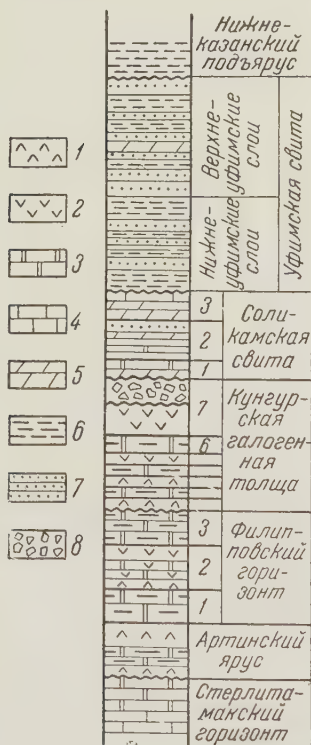 Нижне-
казанский
подъярус
Верхне-
уфимские
слои
Нижне-
уфимские
слои
Уфимская свита
3
2
1
Соли-
камская
свита
7
6
Кунгур-
ская
галоген-
ная
толща
3
2
1
Филип-
повский
гори-
зонт
Артинский
ярус
Стерлита-
макский
горизонт
1
2
3
4
5
6
7
8